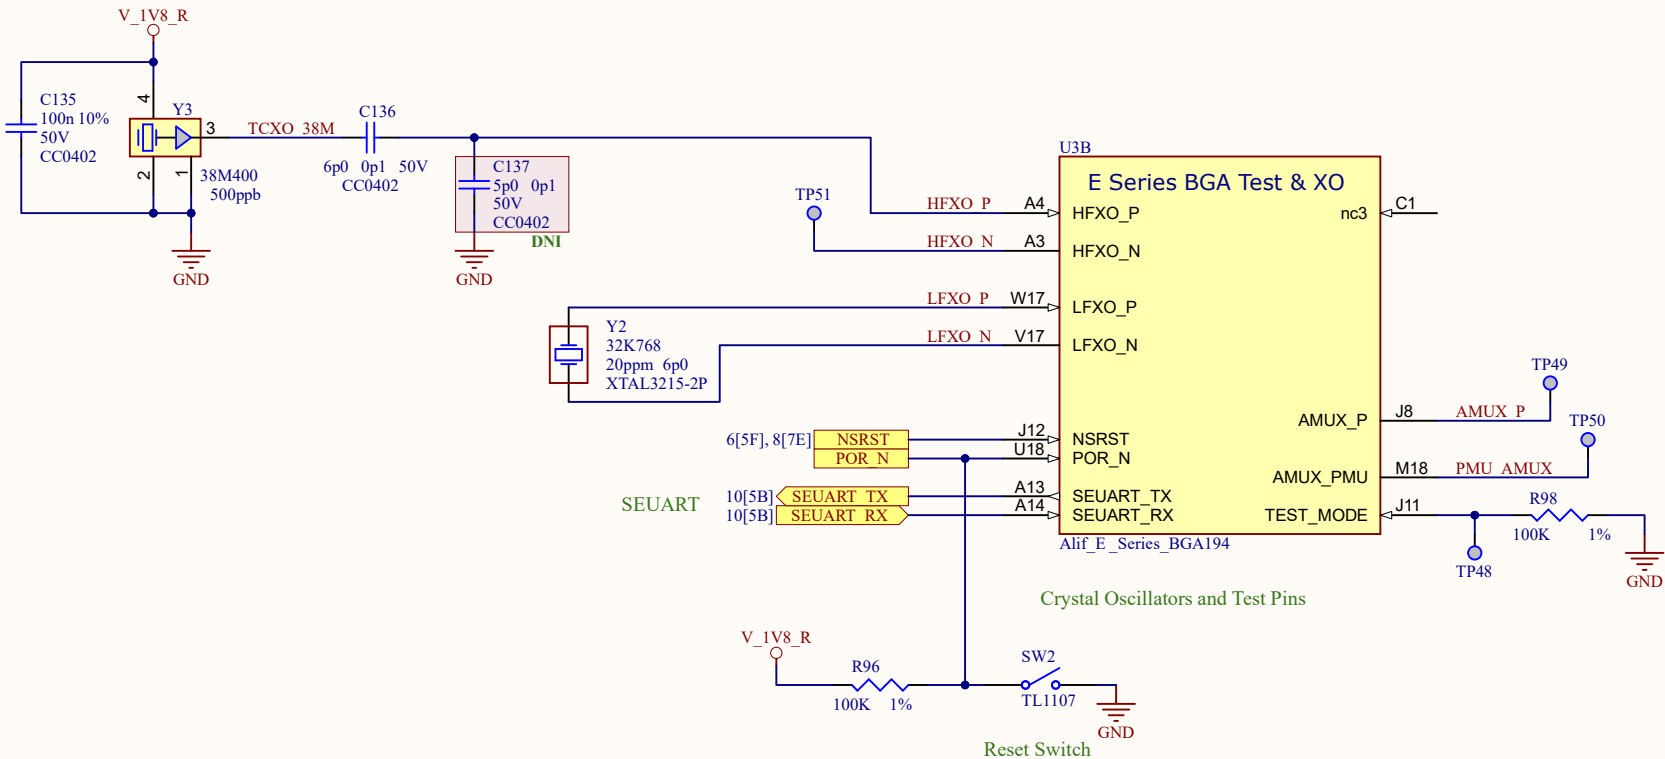 V_1V8_R
C135
100n 10%
50V
CC0402
4
Y3
3
2
1
38M400
500ppb
GND
TCXO_38M
C136
6p0 0p1 50V
CC0402
C137
5p0 0p1
50V
CC0402
DNI
GND
TP51
HFXO_P
A4
HFXO_N
A3
LFXO_P
W17
LFXO_N
V17
Y2
32K768
20ppm 6p0
XTAL3215-2P
U3B
E Series BGA Test & XO
HFXO_P
HFXO_N
LFXO_P
LFXO_N
NSRST
POR_N
SEUART_TX
SEUART_RX
nc3
AMUX_P
AMUX_PMU
TEST_MODE
Alif_E_Series_BGA194
C1
J8
AMUX_P
TP49
M18
PMU_AMUX
TP50
J11
R98
100K 1%
TP48
GND
6[5F], 8[7E]
NSRST
J12
POR_N
U18
SEUART
10[5B]
SEUART_TX
A13
10[5B]
SEUART_RX
A14
Crystal Oscillators and Test Pins
V_1V8_R
R96
100K 1%
SW2
TL1107
GND
Reset Switch